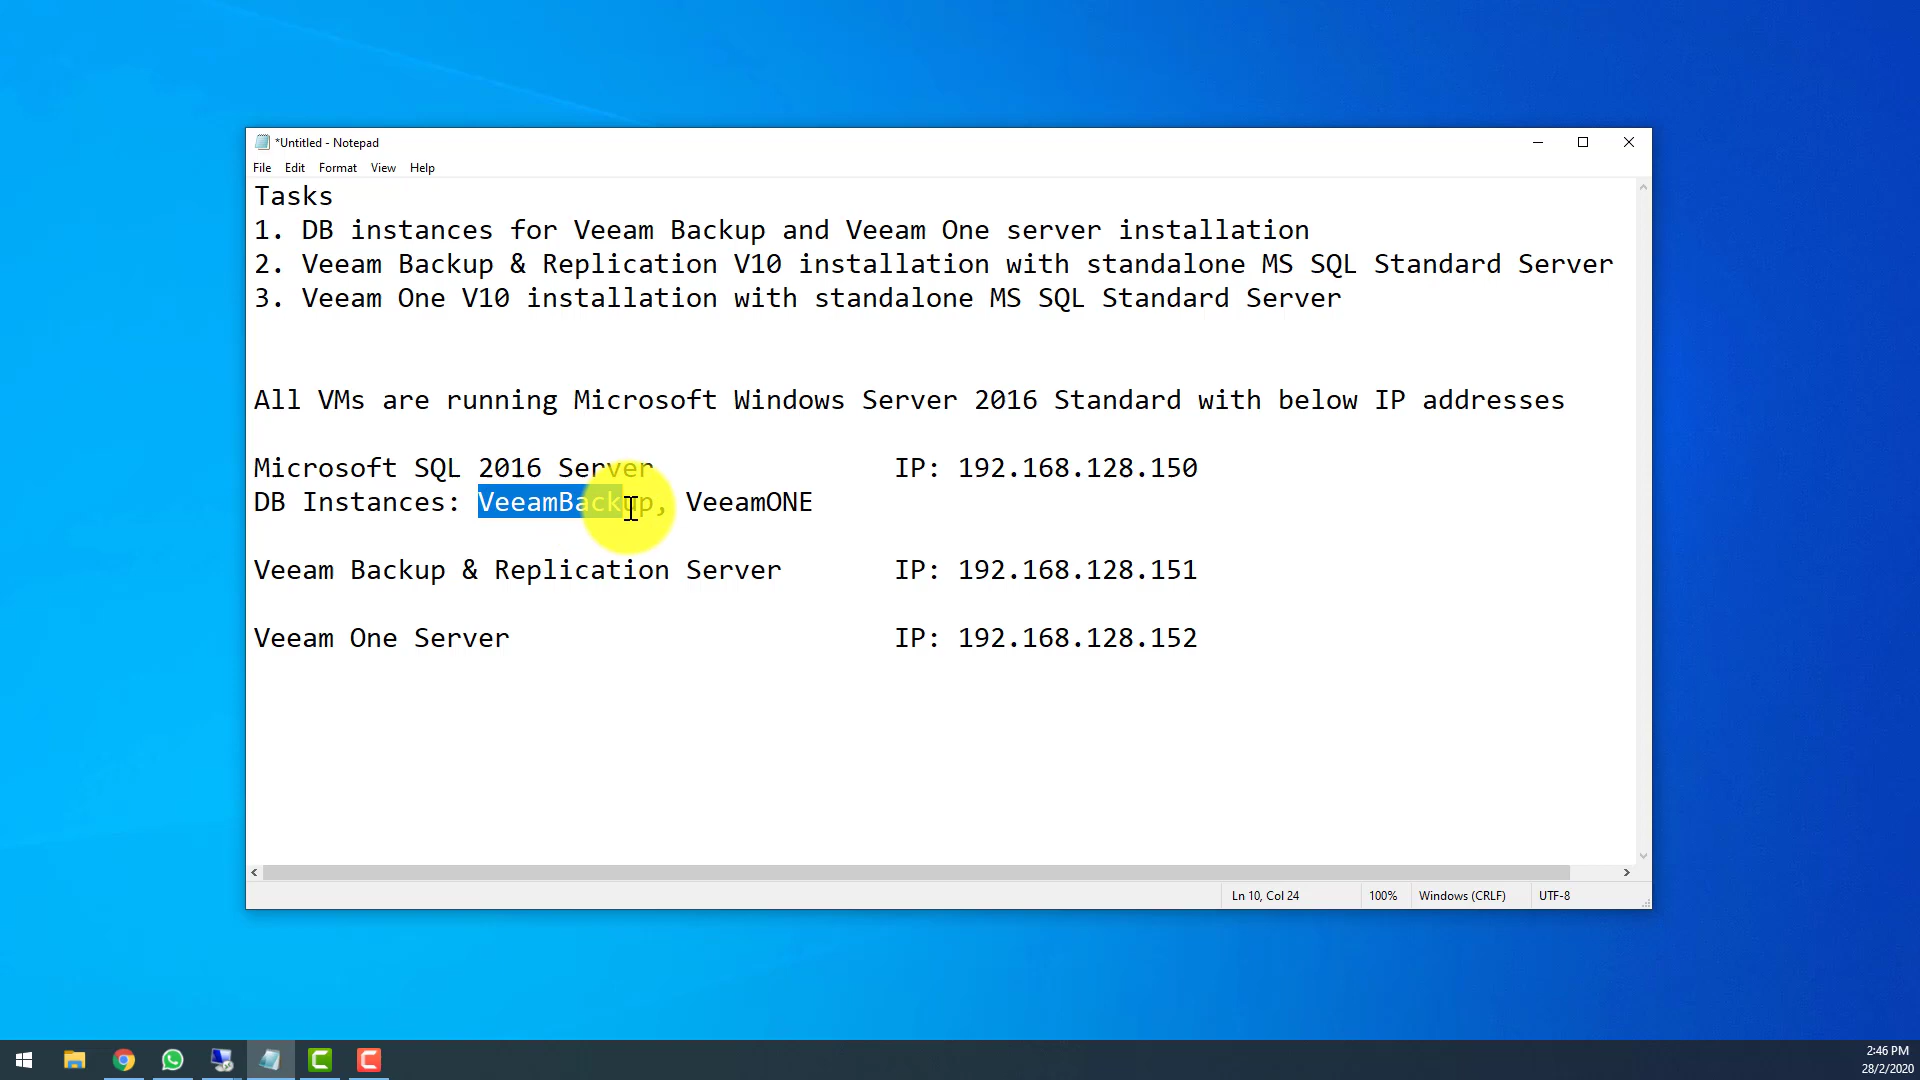 *Untitled - Notepad
File Edit Format View Help
Tasks
1. DB instances for Veeam Backup and Veeam One server installation
2. Veeam Backup & Replication V10 installation with standalone MS SQL Standard Server
3. Veeam One V10 installation with standalone MS SQL Standard Server
All VMs are running Microsoft Windows Server 2016 Standard with below IP addresses
Microsoft SQL 2016 Server IP: 192.168.128.150
DB Instances: VeeamBackup, VeeamONE
Veeam Backup & Replication Server IP: 192.168.128.151
Veeam One Server IP: 192.168.128.152
Ln 10, Col 24 100% Windows (CRLF) UTF-8
2:46 PM
28/2/2020